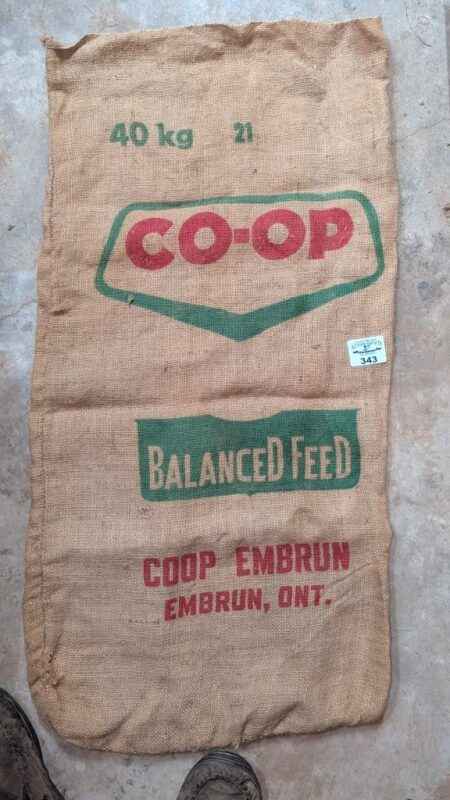 40 kg 21
CO-OP
343
BALANCED FEED
COOP EMBRUN
EMBRUN, ONT.